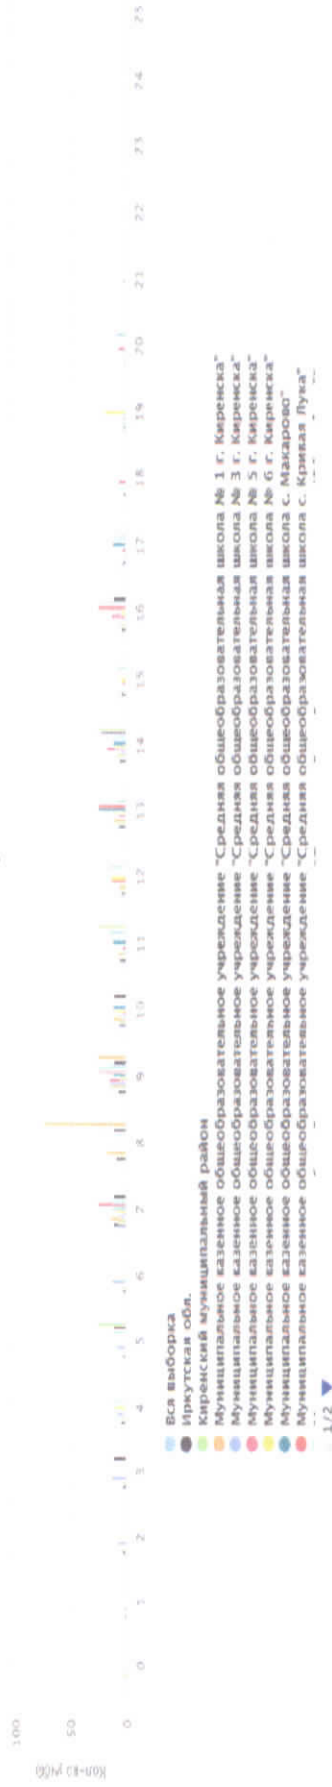 Кол-во уч(ов)
100
50
0
0 1 2 3 4 5 6 7 8 9 10 11 12 13 14 15 16 17 18 19 20 21 22 23 24 25
Вся выборка
Иркутская обл.
Киренский муниципальный район
Муниципальное казенное общеобразовательное учреждение "Средняя общеобразовательная школа № 1 г. Киренска"
Муниципальное казенное общеобразовательное учреждение "Средняя общеобразовательная школа № 3 г. Киренска"
Муниципальное казенное общеобразовательное учреждение "Средняя общеобразовательная школа № 5 г. Киренска"
Муниципальное казенное общеобразовательное учреждение "Средняя общеобразовательная школа № 6 г. Киренска"
Муниципальное казенное общеобразовательное учреждение "Средняя общеобразовательная школа с. Макарово"
Муниципальное казенное общеобразовательное учреждение "Средняя общеобразовательная школа с. Кривая Лука"
1/2